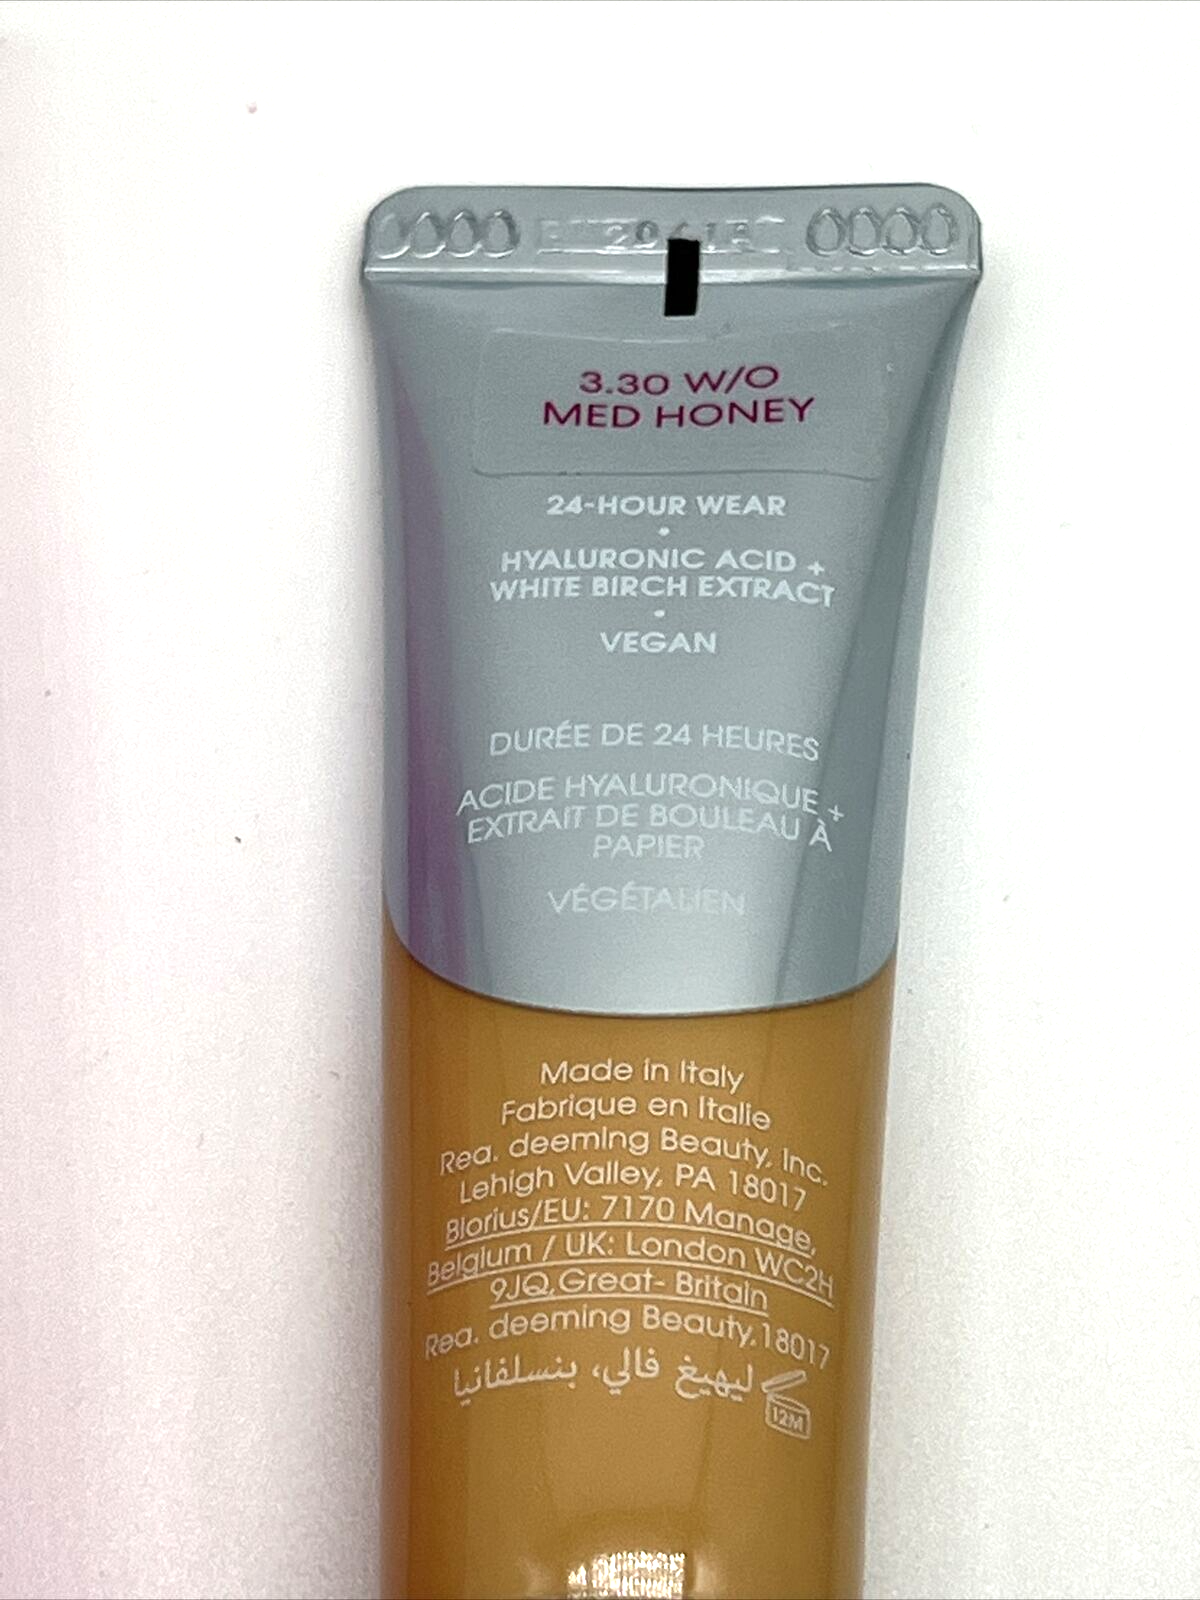 3.30 W/O
MED HONEY
24-HOUR WEAR
•
HYALURONIC ACID +
WHITE BIRCH EXTRACT
•
VEGAN
DURÉE DE 24 HEURES
ACIDE HYALURONIQUE +
EXTRAIT DE BOULEAU À
PAPIER
VÉGÉTALIEN
Made in Italy
Fabriqué en Italie
Rea. deeming Beauty, Inc.
Lehigh Valley, PA 18017
Blorius/EU: 7170 Manage,
Belgium / UK: London WC2H
9JQ, Great- Britain
Rea. deeming Beauty, 18017
ليهيغ فالي، بنسلفانيا
12M